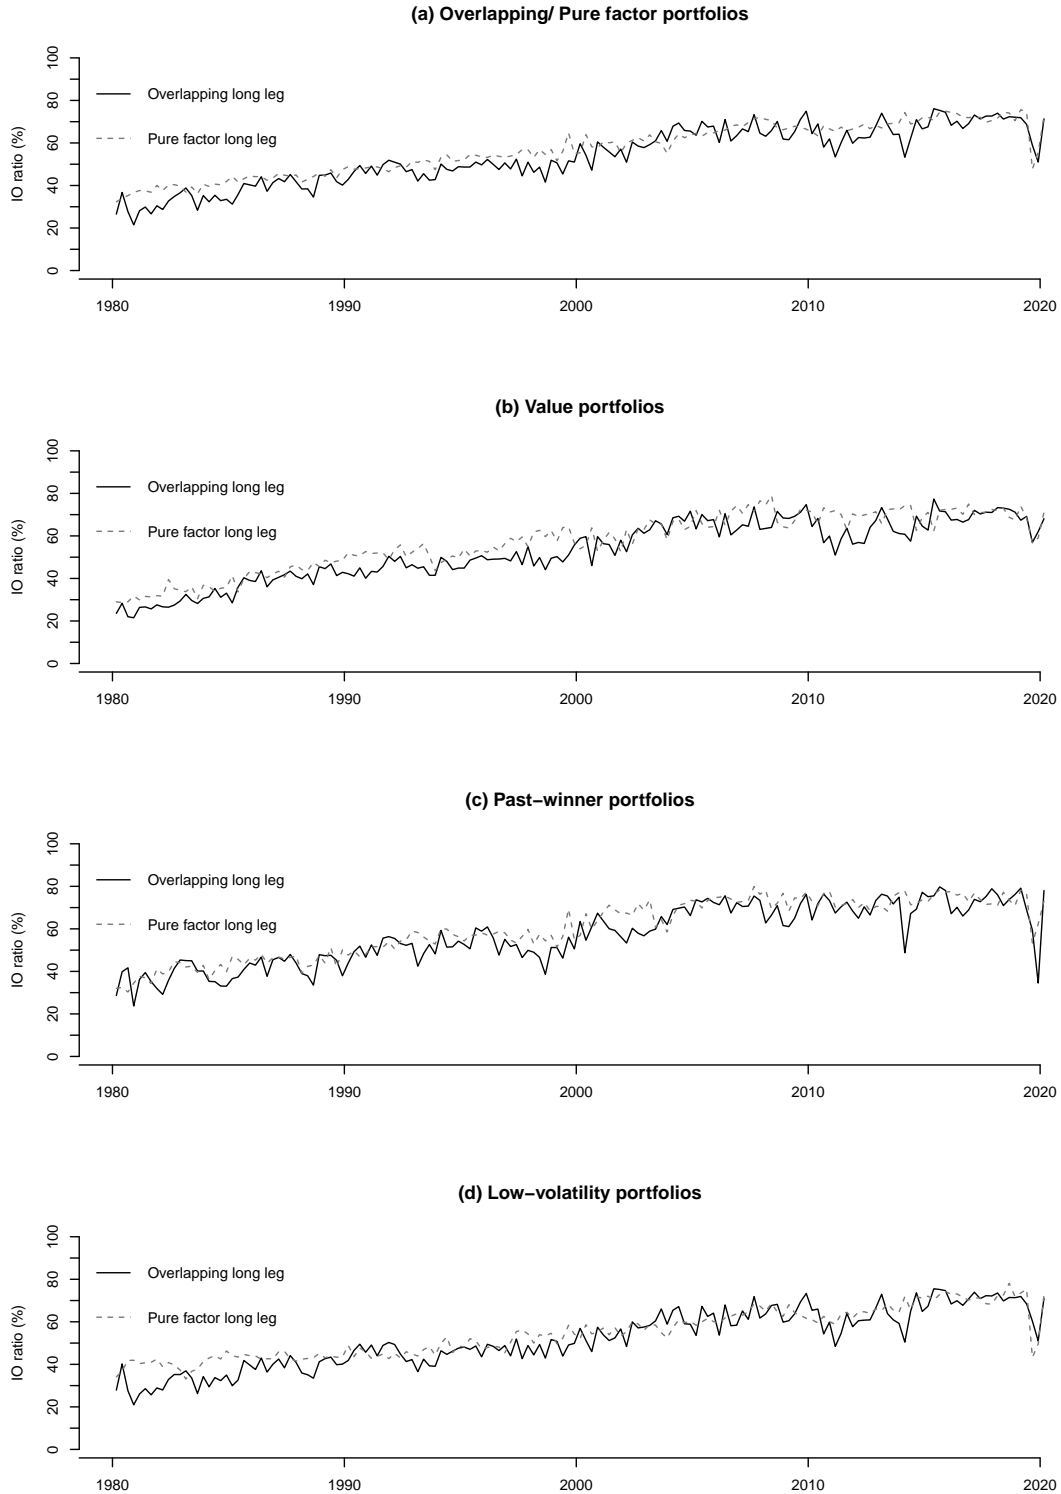 (a) Overlapping/ Pure factor portfolios
IO ratio (%)
0 20 40 60 80 100
Overlapping long leg
Pure factor long leg
1980 1990 2000 2010 2020
(b) Value portfolios
IO ratio (%)
0 20 40 60 80 100
Overlapping long leg
Pure factor long leg
1980 1990 2000 2010 2020
(c) Past−winner portfolios
IO ratio (%)
0 20 40 60 80 100
Overlapping long leg
Pure factor long leg
1980 1990 2000 2010 2020
(d) Low−volatility portfolios
IO ratio (%)
0 20 40 60 80 100
Overlapping long leg
Pure factor long leg
1980 1990 2000 2010 2020